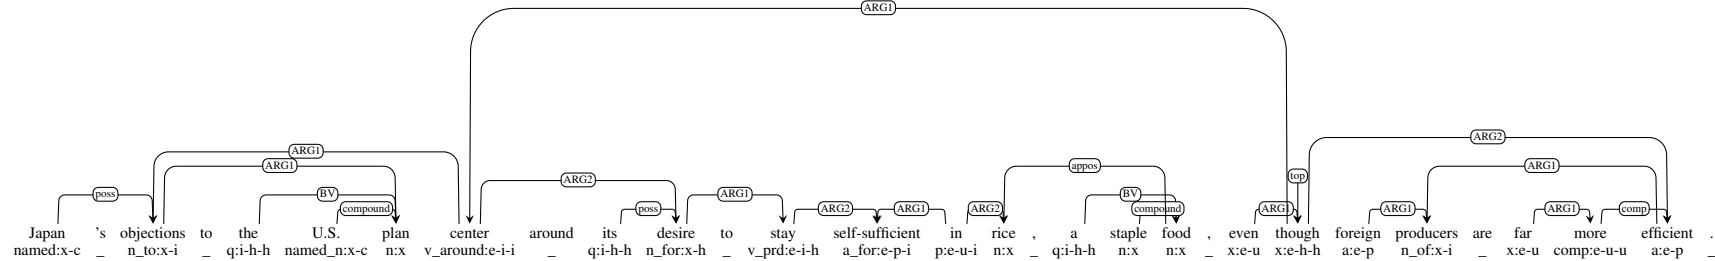 ARG1
ARG2
ARG1
ARG1 appos ARG1
top
ARG2
poss BV ARG1 BV
compound poss ARG2 ARG1 ARG2 compound ARG1 ARG1 ARG1 comp
Japan 's objections to the U.S. plan center around its desire to stay self-sufficient in rice , a staple food , even though foreign producers are far more efficient .
named:x-c _ n_to:x-i _ q:i-h-h named_n:x-c n:x v_around:e-i-i _ q:i-h-h n_for:x-h _ v_prd:e-i-h a_for:e-p-i p:e-u-i n:x _ q:i-h-h n:x n:x _ x:e-u x:e-h-h a:e-p n_of:x-i _ x:e-u comp:e-u-u a:e-p _